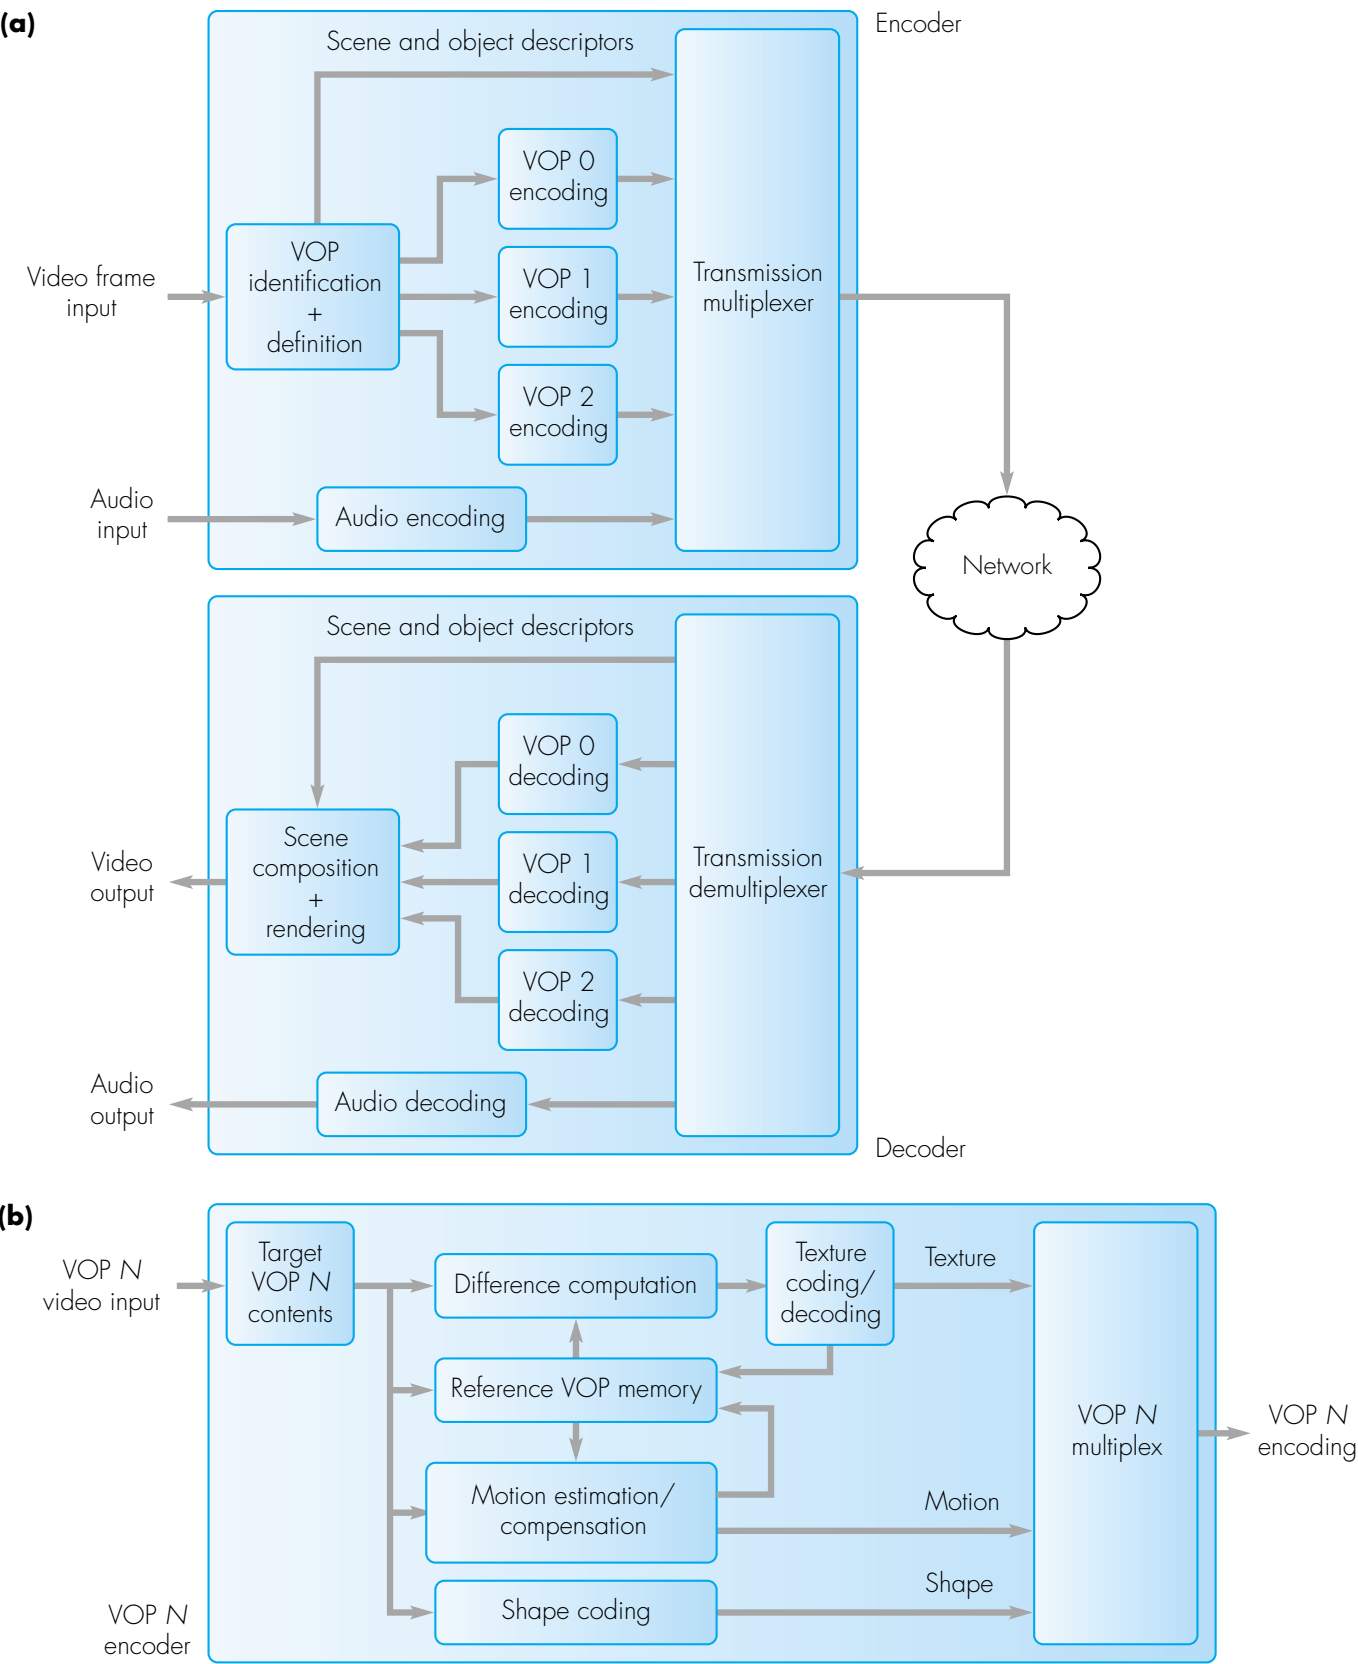 (a)
Encoder
Scene and object descriptors
VOP 0
encoding
VOP
identification
+
definition
Video frame
input
VOP 1
encoding
Transmission
multiplexer
VOP 2
encoding
Audio
input
Audio encoding
Network
Scene and object descriptors
VOP 0
decoding
Scene
composition
+
rendering
Video
output
VOP 1
decoding
Transmission
demultiplexer
VOP 2
decoding
Audio
output
Audio decoding
Decoder
(b)
VOP N
video input
Target
VOP N
contents
Difference computation
Texture
coding/
decoding
Texture
Reference VOP memory
VOP N
multiplex
VOP N
encoding
Motion estimation/
compensation
Motion
Shape coding
Shape
VOP N
encoder